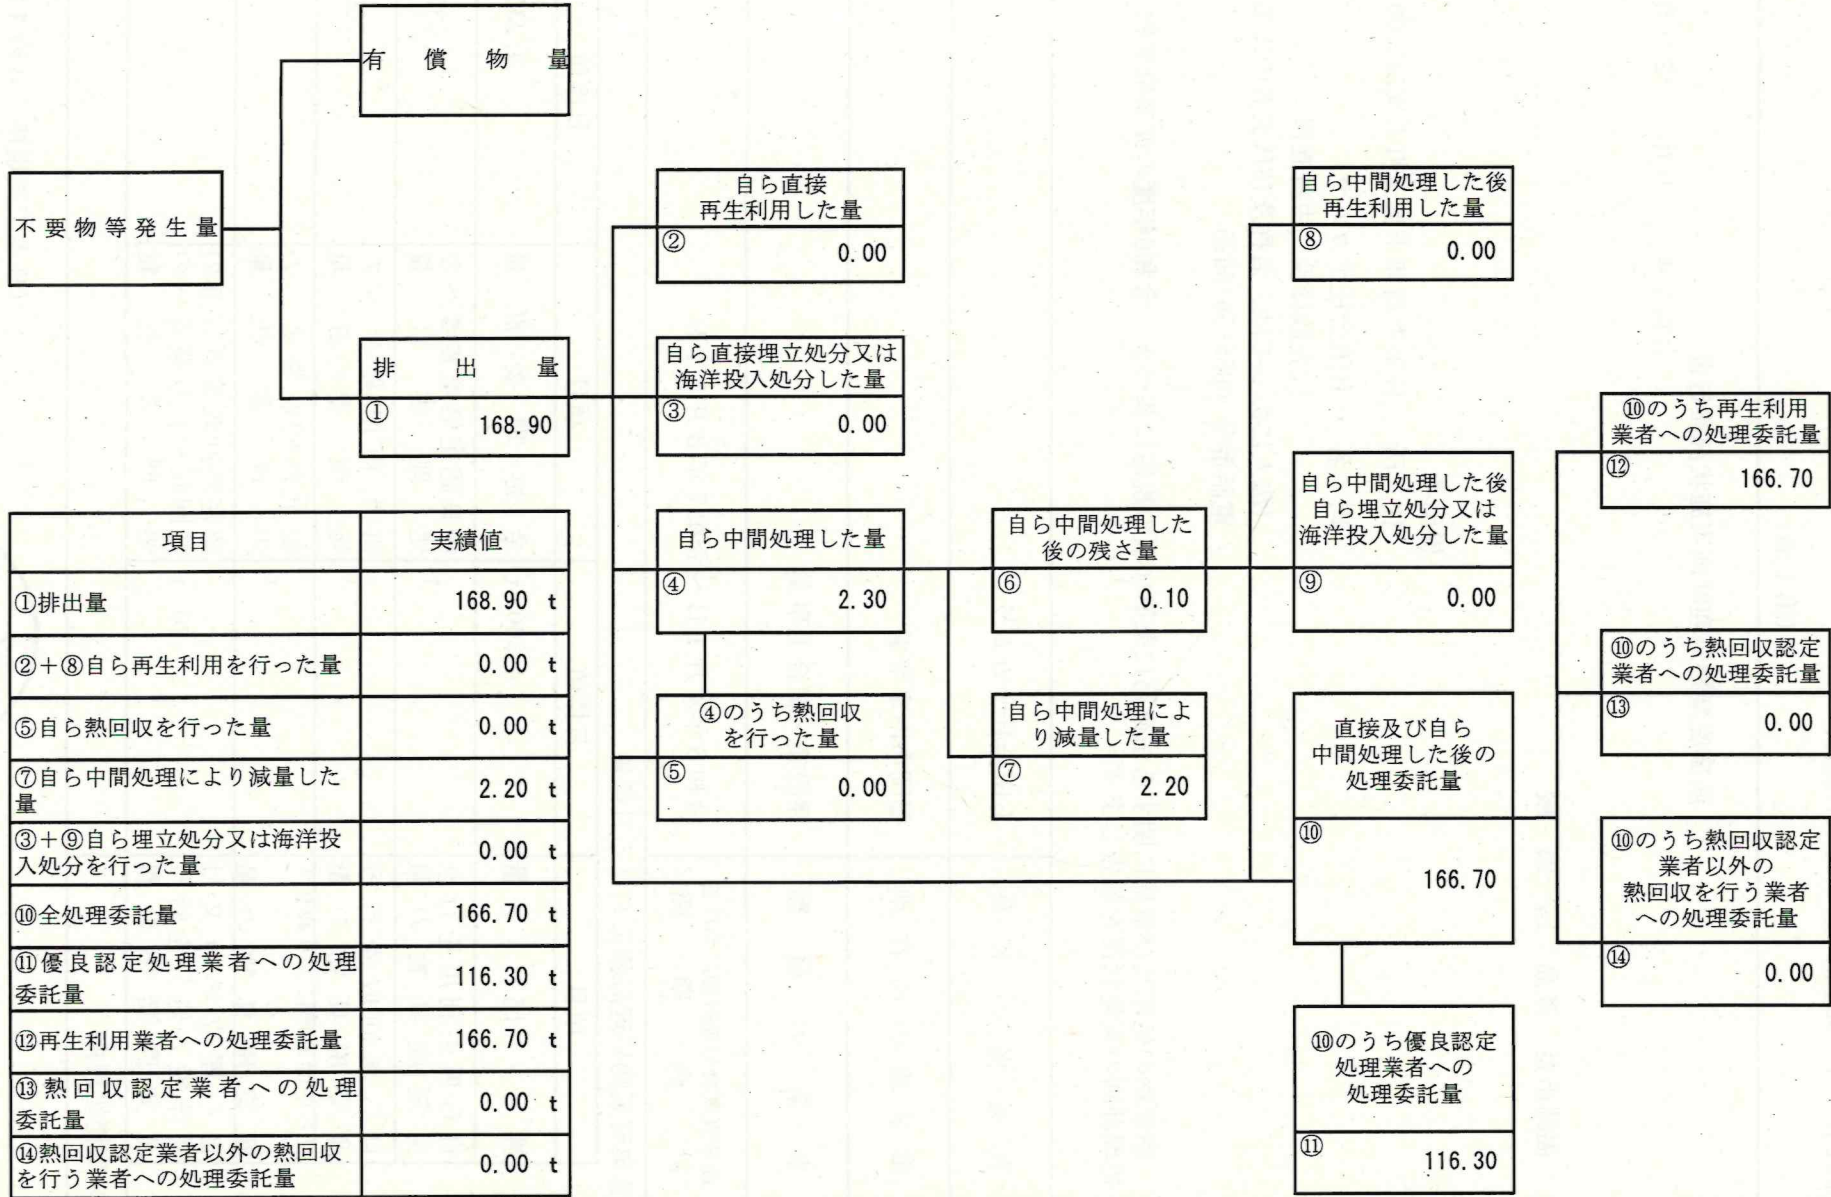 有償物量
不要物等発生量
排出量
① 168.90
自ら直接
再生利用した量
② 0.00
自ら直接埋立処分又は
海洋投入処分した量
③ 0.00
自ら中間処理した量
④ 2.30
④のうち熱回収
を行った量
⑤ 0.00
自ら中間処理した
後の残さ量
⑥ 0.10
自ら中間処理によ
り減量した量
⑦ 2.20
自ら中間処理した後
再生利用した量
⑧ 0.00
自ら中間処理した後
自ら埋立処分又は
海洋投入処分した量
⑨ 0.00
直接及び自ら
中間処理した後の
処理委託量
⑩
166.70
⑩のうち優良認定
処理業者への
処理委託量
⑪ 116.30
⑩のうち再生利用
業者への処理委託量
⑫ 166.70
⑩のうち熱回収認定
業者への処理委託量
⑬ 0.00
⑩のうち熱回収認定
業者以外の
熱回収を行う業者
への処理委託量
⑭ 0.00
項目 実績値
①排出量 168.90 t
②+⑧自ら再生利用を行った量 0.00 t
⑤自ら熱回収を行った量 0.00 t
⑦自ら中間処理により減量した
量 2.20 t
③+⑨自ら埋立処分又は海洋投
入処分を行った量 0.00 t
⑩全処理委託量 166.70 t
⑪優良認定処理業者への処理
委託量 116.30 t
⑫再生利用業者への処理委託量 166.70 t
⑬熱回収認定業者への処理
委託量 0.00 t
⑭熱回収認定業者以外の熱回収
を行う業者への処理委託量 0.00 t